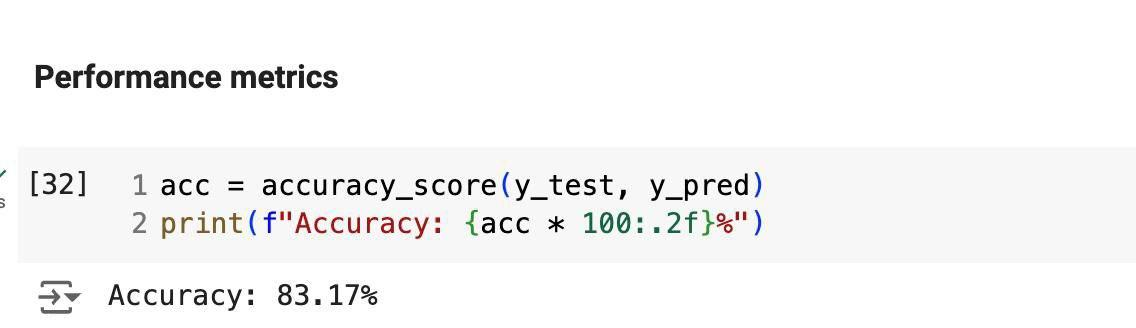 Performance metrics
[32]
1 acc = accuracy_score(y_test, y_pred)
2 print(f"Accuracy: {acc * 100:.2f}%")
Accuracy: 83.17%